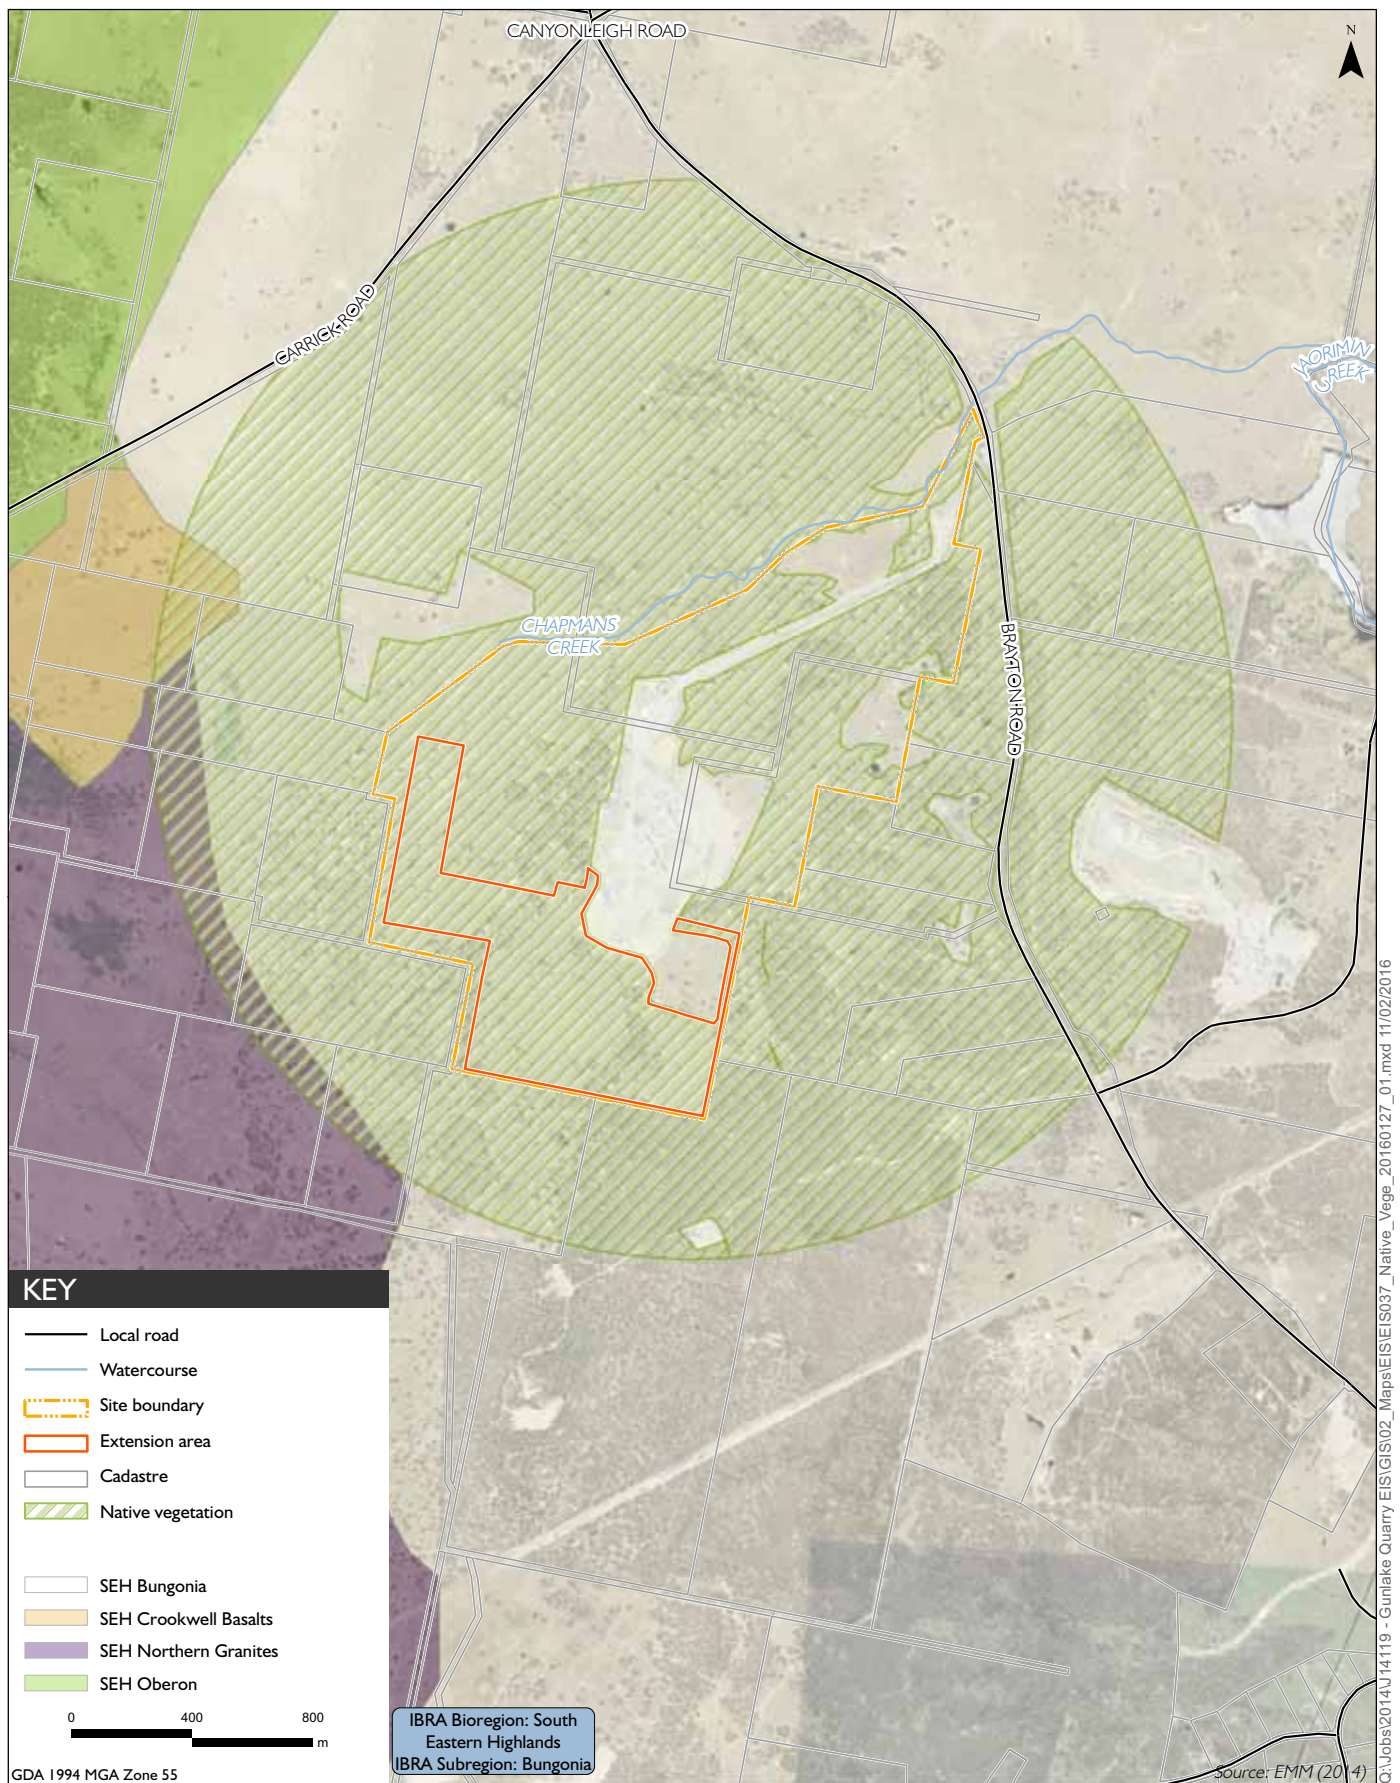 CANYONLEIGH ROAD
N
CARRICK ROAD
JAORIMIN
CREEK
CHAPMANS
CREEK
BRAYTON ROAD
KEY
Local road
Watercourse
Site boundary
Extension area
Cadastre
Native vegetation
SEH Bungonia
SEH Crookwell Basalts
SEH Northern Granites
SEH Oberon
0 400 800
m
GDA 1994 MGA Zone 55
IBRA Bioregion: South
Eastern Highlands
IBRA Subregion: Bungonia
Source: EMM (2014)
Q:\Jobs\2014\J14119 - Gunlake Quarry EIS\GIS\02_Maps\EIS\EIS037_Native_Vege_20160127_01.mxd 11/02/2016